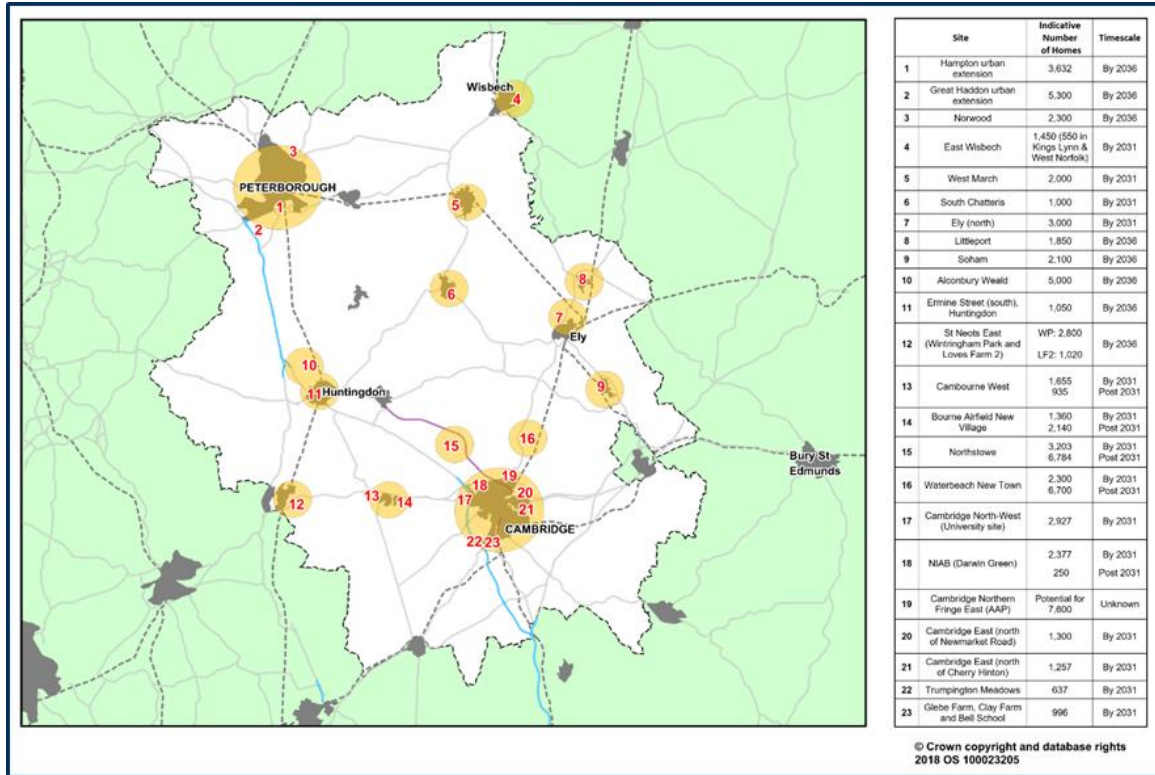 Wisbech
4
3
PETERBOROUGH
1
2
5
6
8
7
Ely
10
11
Huntingdon
9
15
16
Bury St
Edmunds
12
13
14
19
18
20
17
21
CAMBRIDGE
22
23
Site
Indicative
Number
of Homes
Timescale
1
Hampton urban
extension
3,632
By 2036
2
Great Haddon urban
extension
5,300
By 2036
3
Norwood
2,300
By 2036
4
East Wisbech
1,450 (550 in
Kings Lynn &
West Norfolk)
By 2031
5
West March
2,000
By 2031
6
South Chatteris
1,000
By 2031
7
Ely (north)
3,000
By 2031
8
Littleport
1,850
By 2036
9
Soham
2,100
By 2036
10
Alconbury Weald
5,000
By 2036
11
Ermine Street (south),
Huntingdon
1,050
By 2036
12
St Neots East
(Wintringham Park and
Loves Farm 2)
WP: 2,800
LF2: 1,020
By 2036
13
Cambourne West
1,655
935
By 2031
Post 2031
14
Bourne Airfield New
Village
1,360
2,140
By 2031
Post 2031
15
Northstowe
3,203
6,784
By 2031
Post 2031
16
Waterbeach New Town
2,300
6,700
By 2031
Post 2031
17
Cambridge North-West
(University site)
2,927
By 2031
18
NIAB (Darwin Green)
2,377
250
By 2031
Post 2031
19
Cambridge Northern
Fringe East (AAP)
Potential for
7,600
Unknown
20
Cambridge East (north
of Newmarket Road)
1,300
By 2031
21
Cambridge East (north
of Cherry Hinton)
1,257
By 2031
22
Trumpington Meadows
637
By 2031
23
Glebe Farm, Clay Farm
and Bell School
996
By 2031
© Crown copyright and database rights
2018 OS 100023205